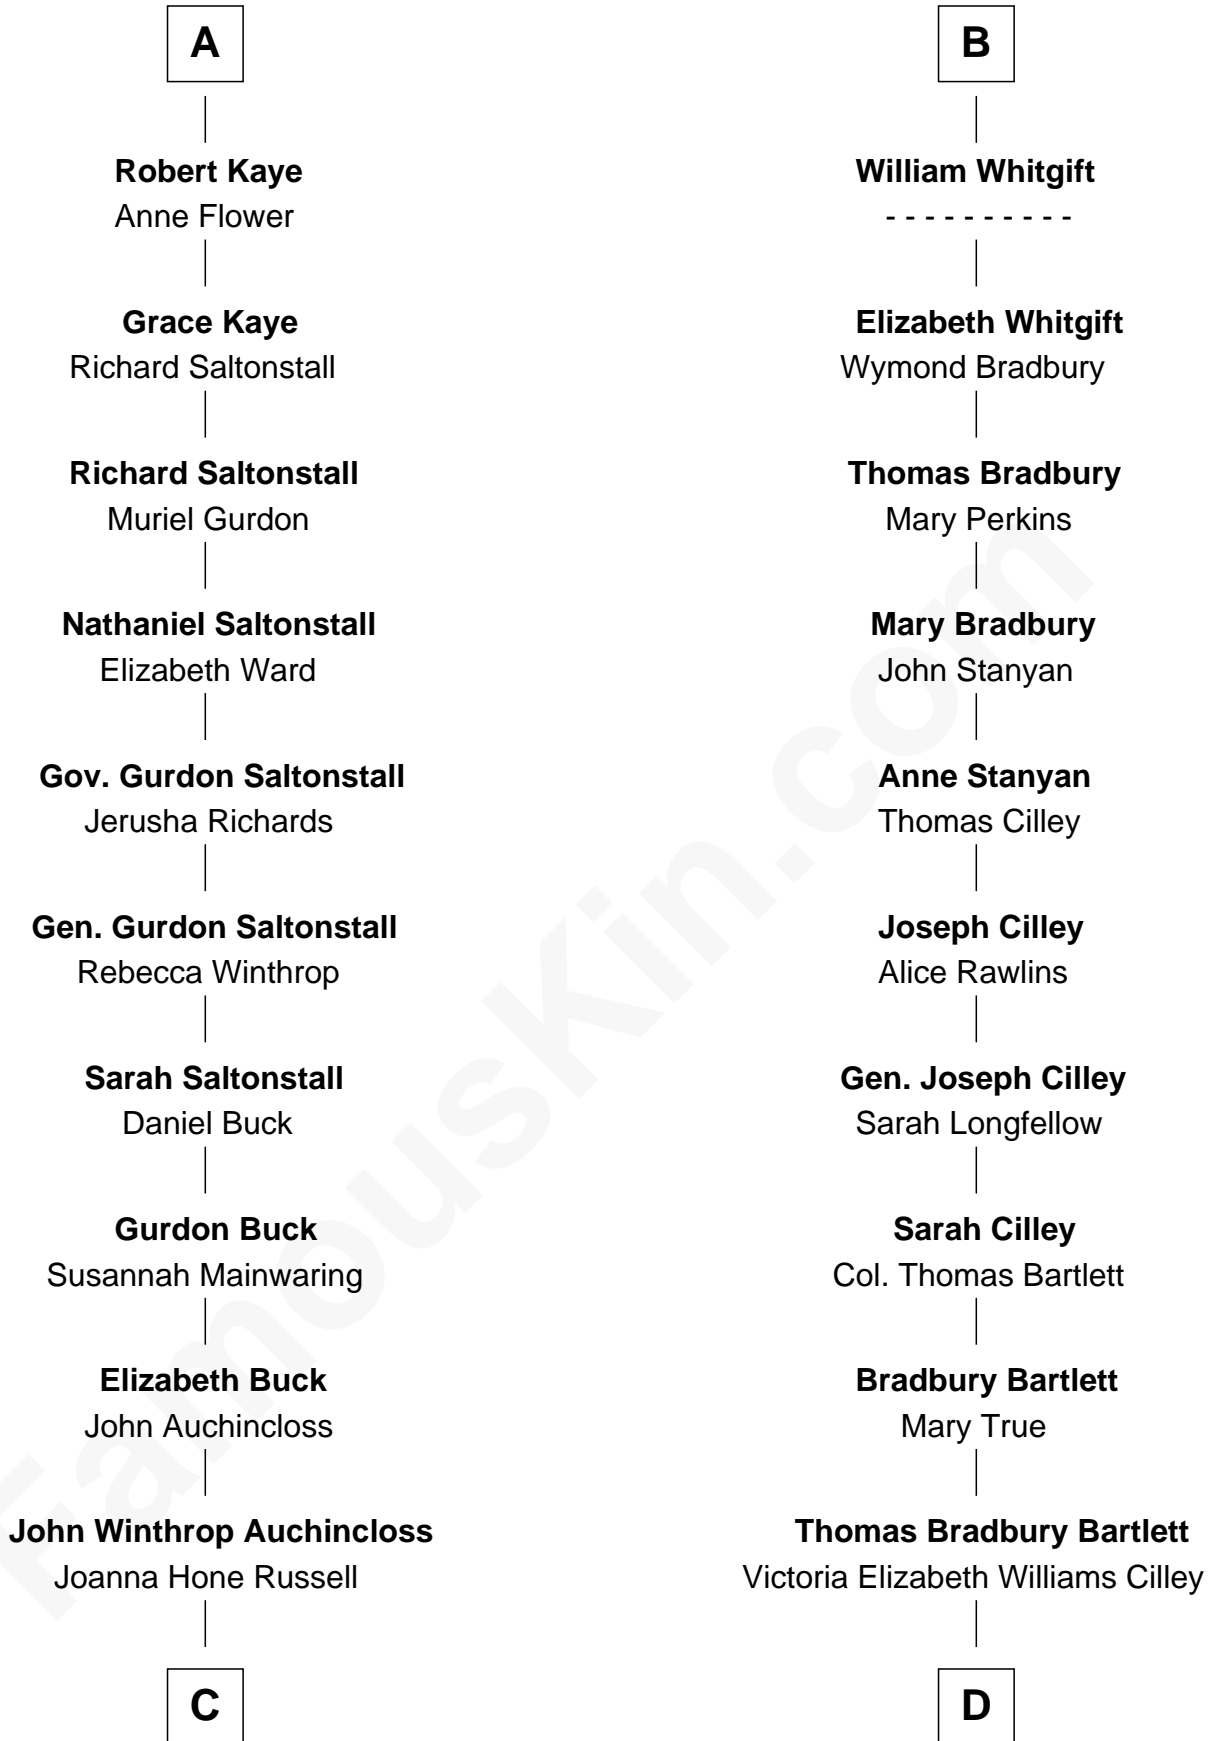 A
Robert Kaye
Anne Flower
Grace Kaye
Richard Saltonstall
Richard Saltonstall
Muriel Gurdon
Nathaniel Saltonstall
Elizabeth Ward
Gov. Gurdon Saltonstall
Jerusha Richards
Gen. Gurdon Saltonstall
Rebecca Winthrop
Sarah Saltonstall
Daniel Buck
Gurdon Buck
Susannah Mainwaring
Elizabeth Buck
John Auchincloss
John Winthrop Auchincloss
Joanna Hone Russell
C
B
William Whitgift
- - - - - - - - - -
Elizabeth Whitgift
Wymond Bradbury
Thomas Bradbury
Mary Perkins
Mary Bradbury
John Stanyan
Anne Stanyan
Thomas Cilley
Joseph Cilley
Alice Rawlins
Gen. Joseph Cilley
Sarah Longfellow
Sarah Cilley
Col. Thomas Bartlett
Bradbury Bartlett
Mary True
Thomas Bradbury Bartlett
Victoria Elizabeth Williams Cilley
D
FamousKin.com